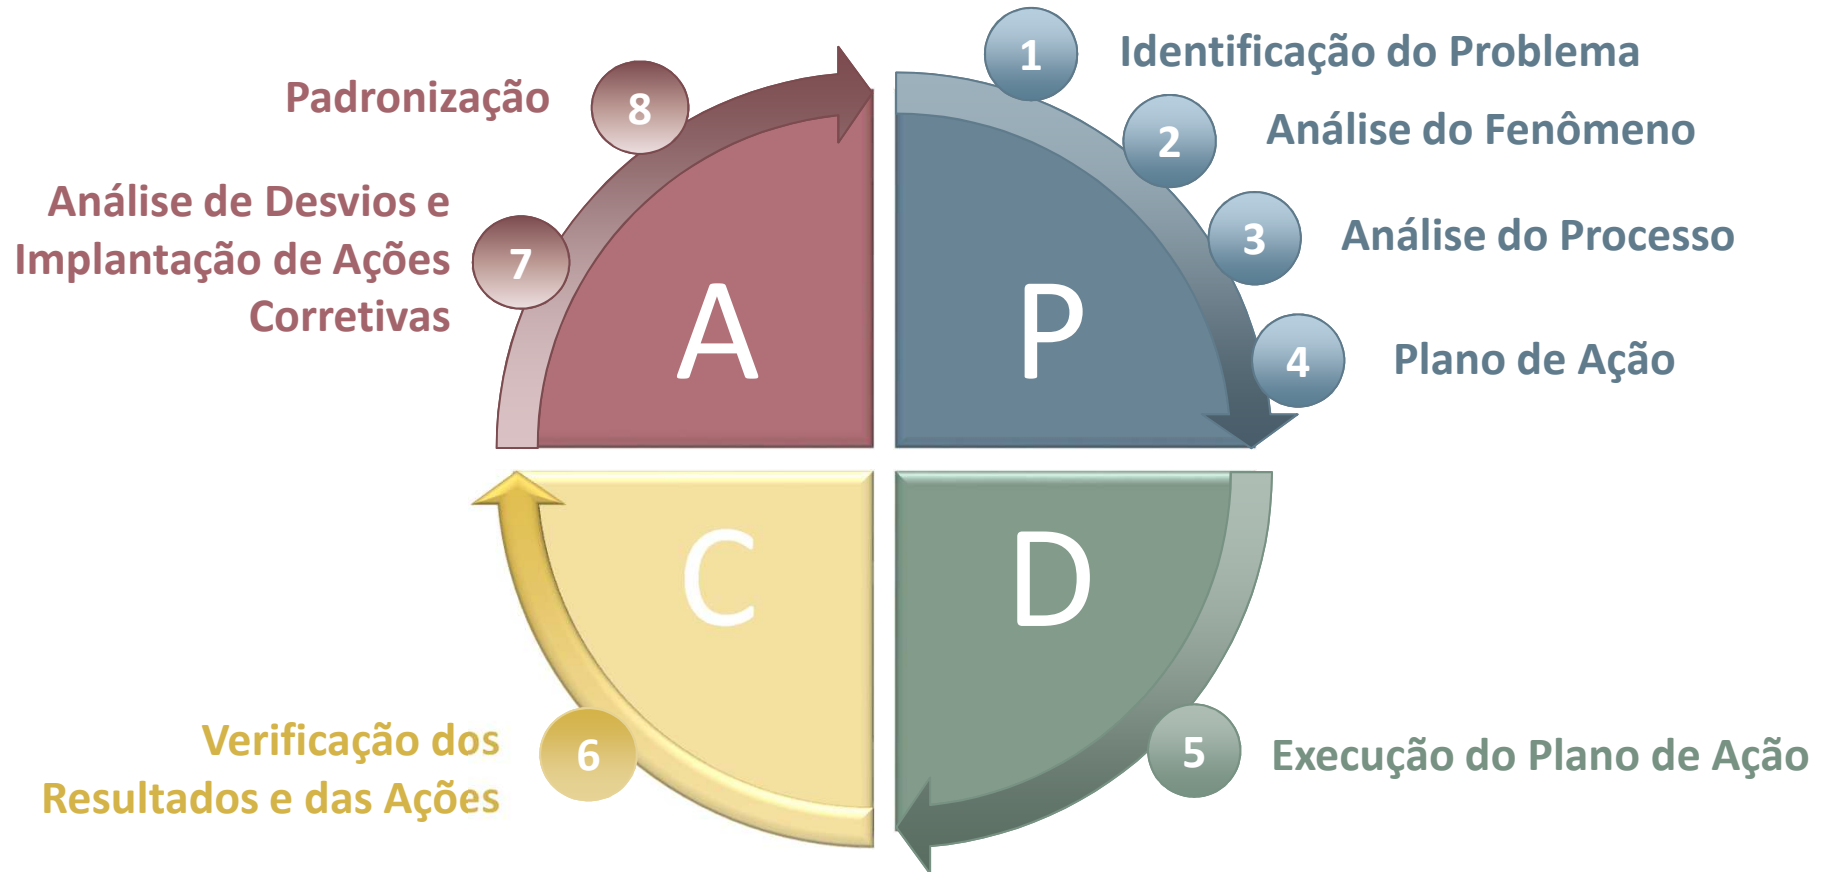 1
Identificação do Problema
2
Análise do Fenômeno
3
Análise do Processo
4
Plano de Ação
5
Execução do Plano de Ação
6
Verificação dos
Resultados e das Ações
7
Análise de Desvios e
Implantação de Ações
Corretivas
8
Padronização
A
P
C
D